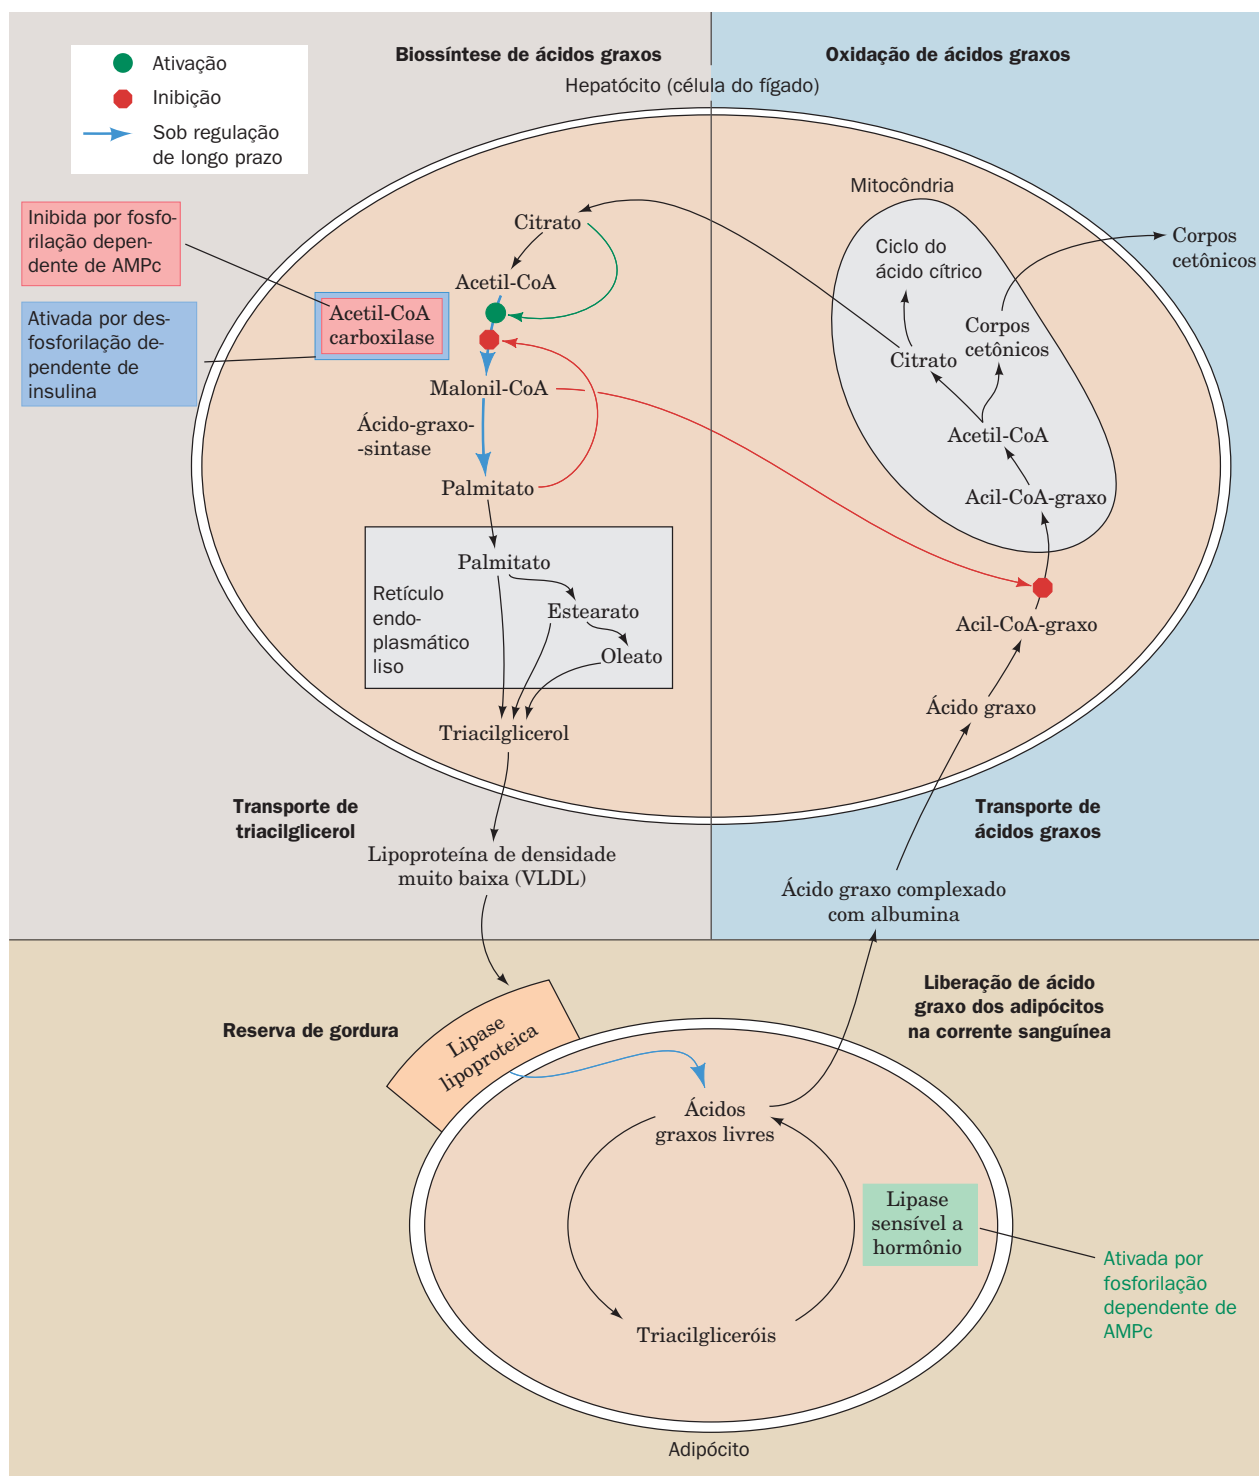 Biossíntese de ácidos graxos
Oxidação de ácidos graxos
Hepatócito (célula do fígado)
Ativação
Inibição
Sob regulação
de longo prazo
Inibida por fosfo-
rilação depen-
dente de AMPc
Ativada por des-
fosforilação de-
pendente de
insulina
Acetil-CoA
carboxilase
Citrato
Acetil-CoA
Malonil-CoA
Ácido-graxo-
-sintase
Palmitato
Palmitato
Estearato
Oleato
Retículo
endo-
plasmático
liso
Triacilglicerol
Mitocôndria
Ciclo do
ácido cítrico
Corpos
cetônicos
Corpos
cetônicos
Citrato
Acetil-CoA
Acil-CoA-graxo
Acil-CoA-graxo
Ácido graxo
Transporte de
triacilglicerol
Transporte de
ácidos graxos
Lipoproteína de densidade
muito baixa (VLDL)
Ácido graxo complexado
com albumina
Reserva de gordura
Liberação de ácido
graxo dos adipócitos
na corrente sanguínea
Lipase
lipoproteica
Ácidos
graxos livres
Lipase
sensível a
hormônio
Ativada por
fosforilação
dependente de
AMPc
Triacilgliceróis
Adipócito